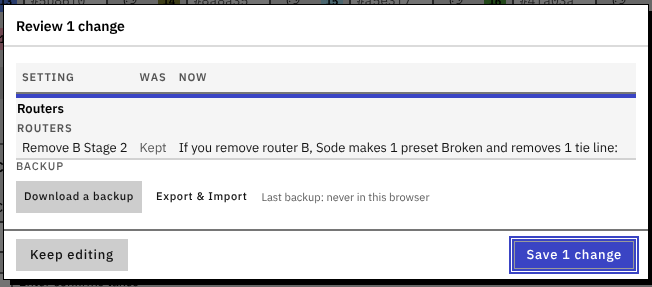 Review 1 change
SETTING WAS NOW
Routers
ROUTERS
Remove B Stage 2 Kept If you remove router B, Sode makes 1 preset Broken and removes 1 tie line:
BACKUP
Download a backup Export & Import Last backup: never in this browser
Keep editing Save 1 change